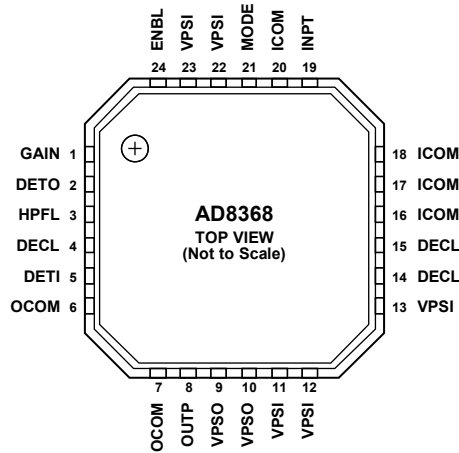 ENBL
VPSI
VPSI
MODE
ICOM
INPT
24 23 22 21 20 19
GAIN 1
DETO 2
HPFL 3
DECL 4
DETI 5
OCOM 6
AD8368
TOP VIEW
(Not to Scale)
18 ICOM
17 ICOM
16 ICOM
15 DECL
14 DECL
13 VPSI
7 8 9 10 11 12
OCOM
OUTP
VPSO
VPSO
VPSI
VPSI